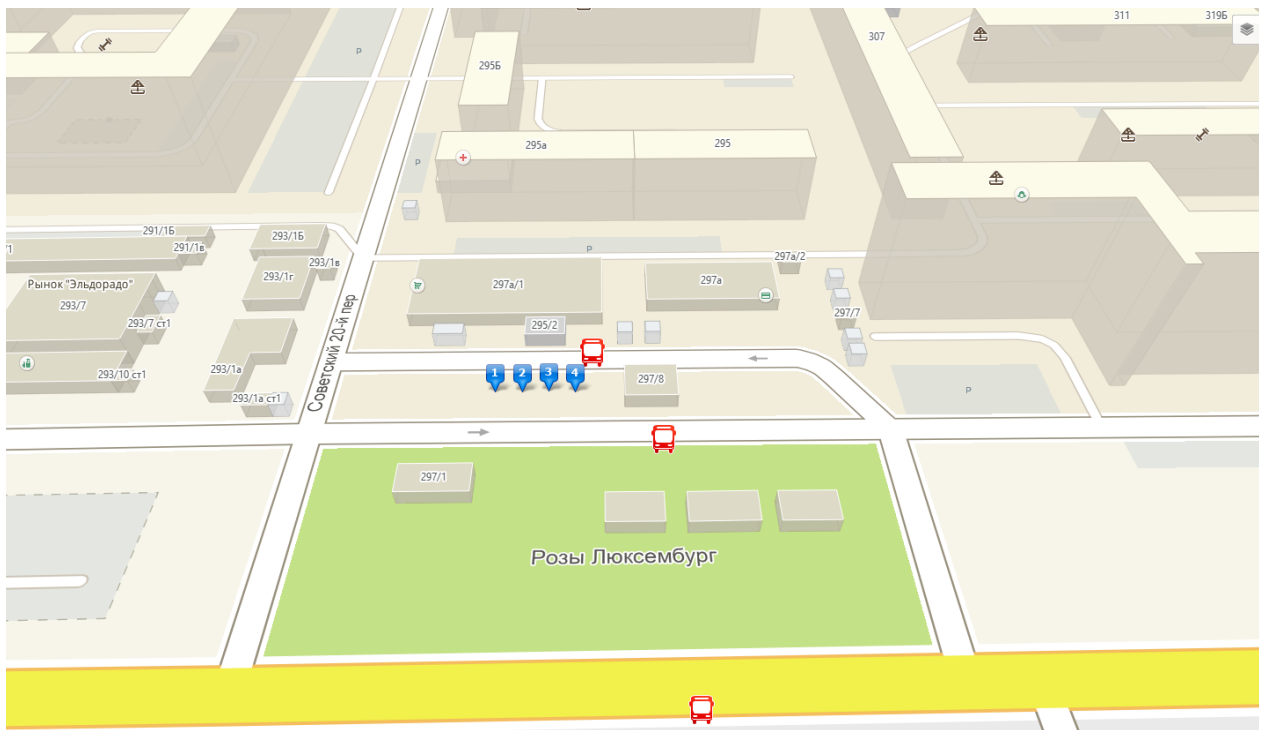 311
319Б
307
P
295Б
295а
295
P
291/1Б
293/1Б
/1
291/1в
P
297а/2
293/1в
293/1г
Рынок "Эльдорадо"
297а/1
297а
293/7
Советский 20-й пер
297/7
293/7 ст1
295/2
293/1а
293/10 ст1
1
2
3
4
297/8
P
293/1а ст1
297/1
Розы Люксембург